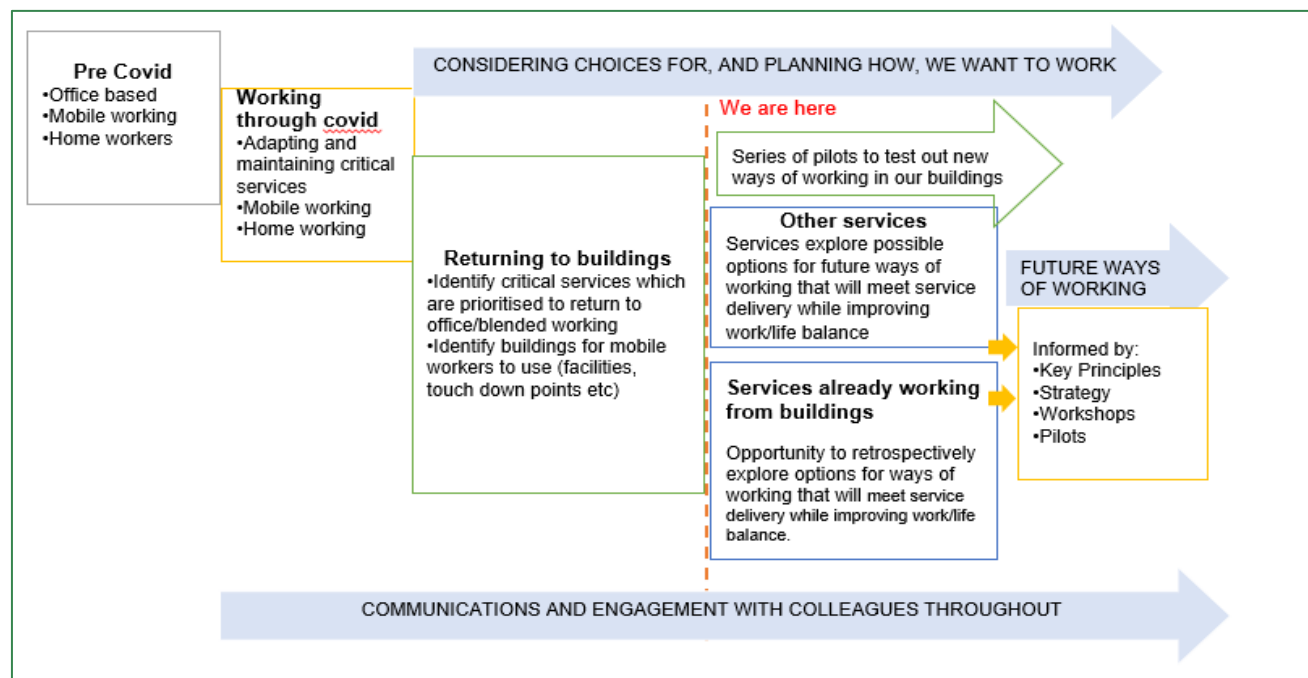 Pre Covid
•Office based
•Mobile working
•Home workers
Working
through covid
•Adapting and
maintaining critical
services
•Mobile working
•Home working
CONSIDERING CHOICES FOR, AND PLANNING HOW, WE WANT TO WORK
Returning to buildings
•Identify critical services which
are prioritised to return to
office/blended working
•Identify buildings for mobile
workers to use (facilities,
touch down points etc)
We are here
Series of pilots to test out new
ways of working in our buildings
Other services
Services explore possible
options for future ways of
working that will meet service
delivery while improving
work/life balance
Services already working
from buildings
Opportunity to retrospectively
explore options for ways of
working that will meet service
delivery while improving work/life
balance.
FUTURE WAYS
OF WORKING
Informed by:
•Key Principles
•Strategy
•Workshops
•Pilots
COMMUNICATIONS AND ENGAGEMENT WITH COLLEAGUES THROUGHOUT